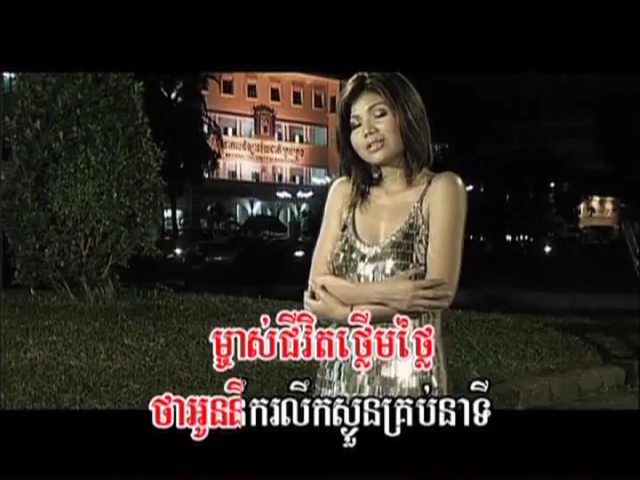 ម្ចាស់ជីវិតថ្លើមថ្លៃ
ថាអូននឹករលឹកស្ងួនគ្រប់នាទី